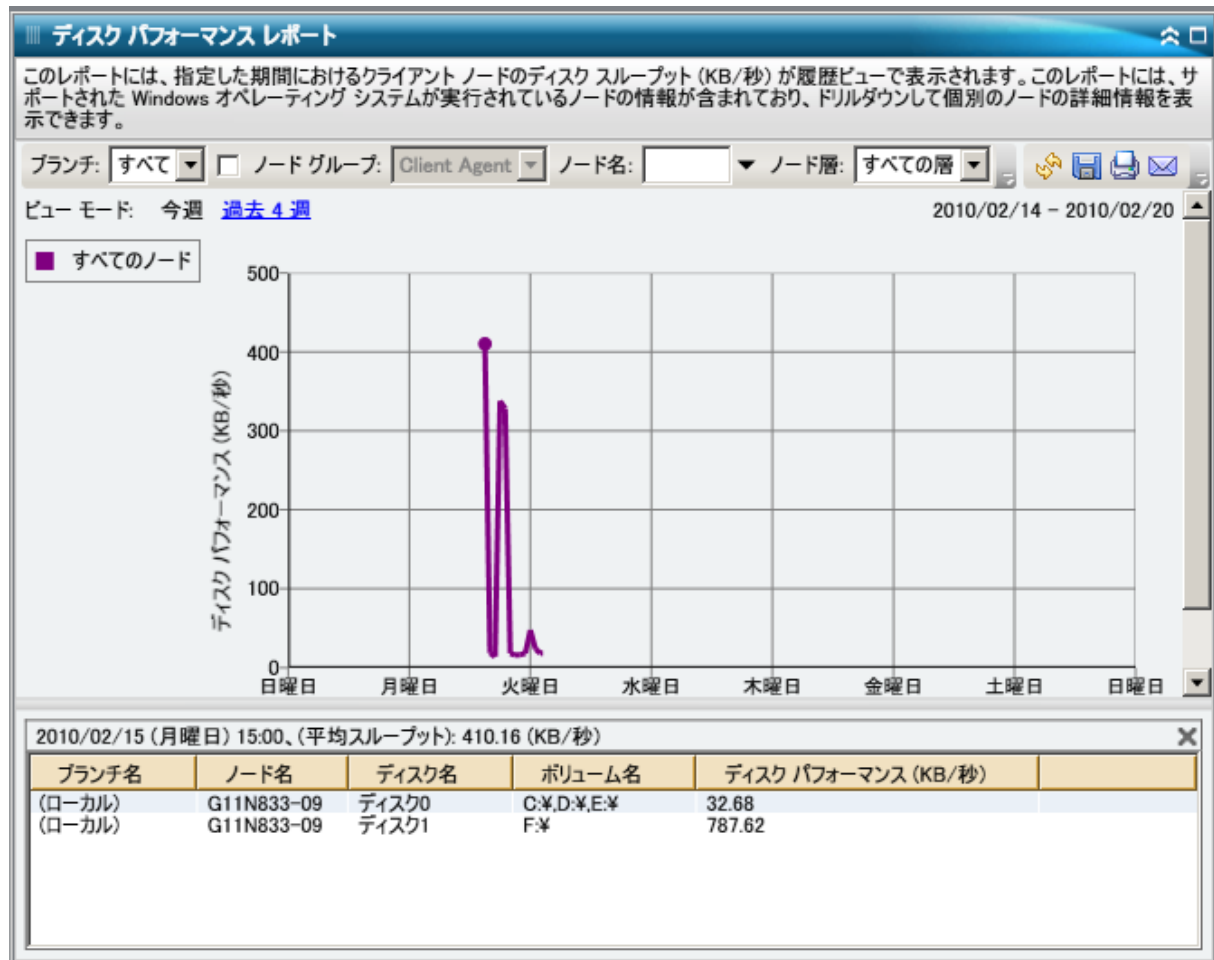 ディスク パフォーマンス レポート
このレポートには、指定した期間におけるクライアント ノードのディスク スループット (KB/秒) が履歴ビューで表示されます。このレポートには、サ
ポートされた Windows オペレーティング システムが実行されているノードの情報が含まれており、ドリルダウンして個別のノードの詳細情報を表
示できます。
ブランチ: すべて ノード グループ: Client Agent ノード名: ノード層: すべての層
ビュー モード: 今週 過去 4 週 2010/02/14 - 2010/02/20
すべてのノード
ディスク パフォーマンス (KB/秒)
500
400
300
200
100
0
日曜日 月曜日 火曜日 水曜日 木曜日 金曜日 土曜日 日曜日
2010/02/15 (月曜日) 15:00、(平均スループット): 410.16 (KB/秒)
ブランチ名 ノード名 ディスク名 ボリューム名 ディスク パフォーマンス (KB/秒)
(ローカル) G11N833-09 ディスク0 C:¥,D:¥,E:¥ 32.68
(ローカル) G11N833-09 ディスク1 F:¥ 787.62